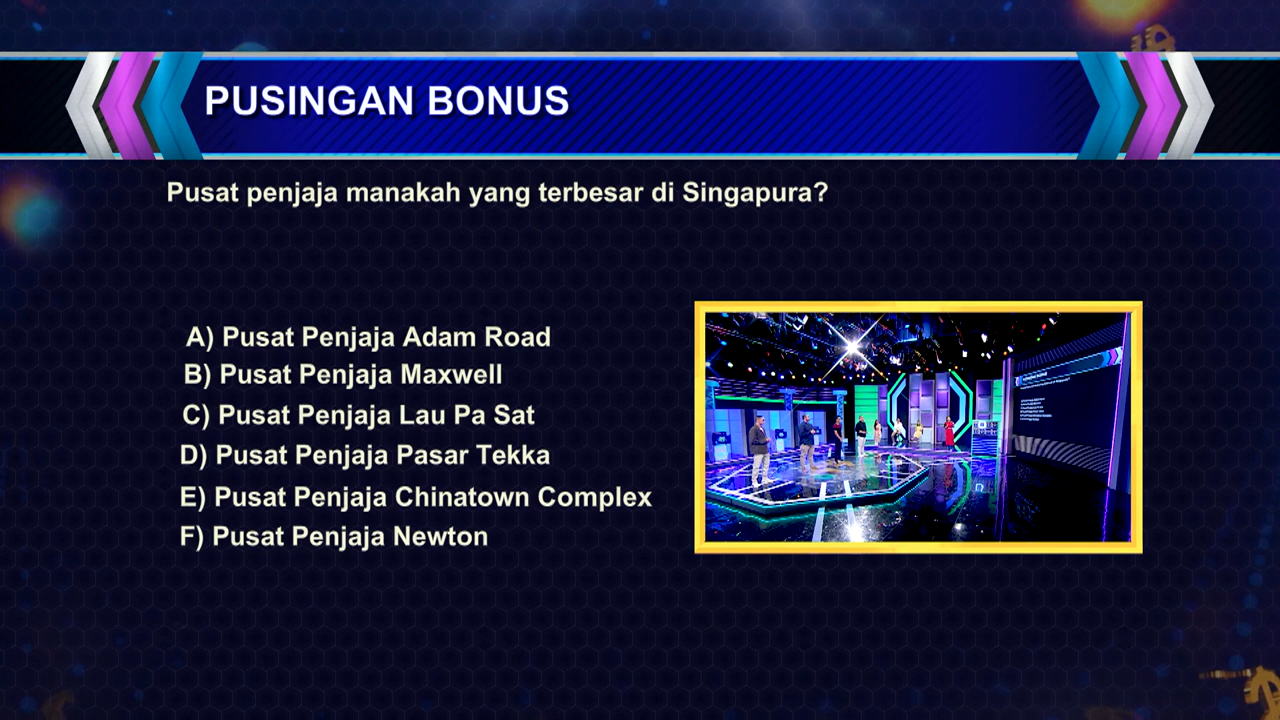 PUSINGAN BONUS
Pusat penjaja manakah yang terbesar di Singapura?
A) Pusat Penjaja Adam Road
B) Pusat Penjaja Maxwell
C) Pusat Penjaja Lau Pa Sat
D) Pusat Penjaja Pasar Tekka
E) Pusat Penjaja Chinatown Complex
F) Pusat Penjaja Newton